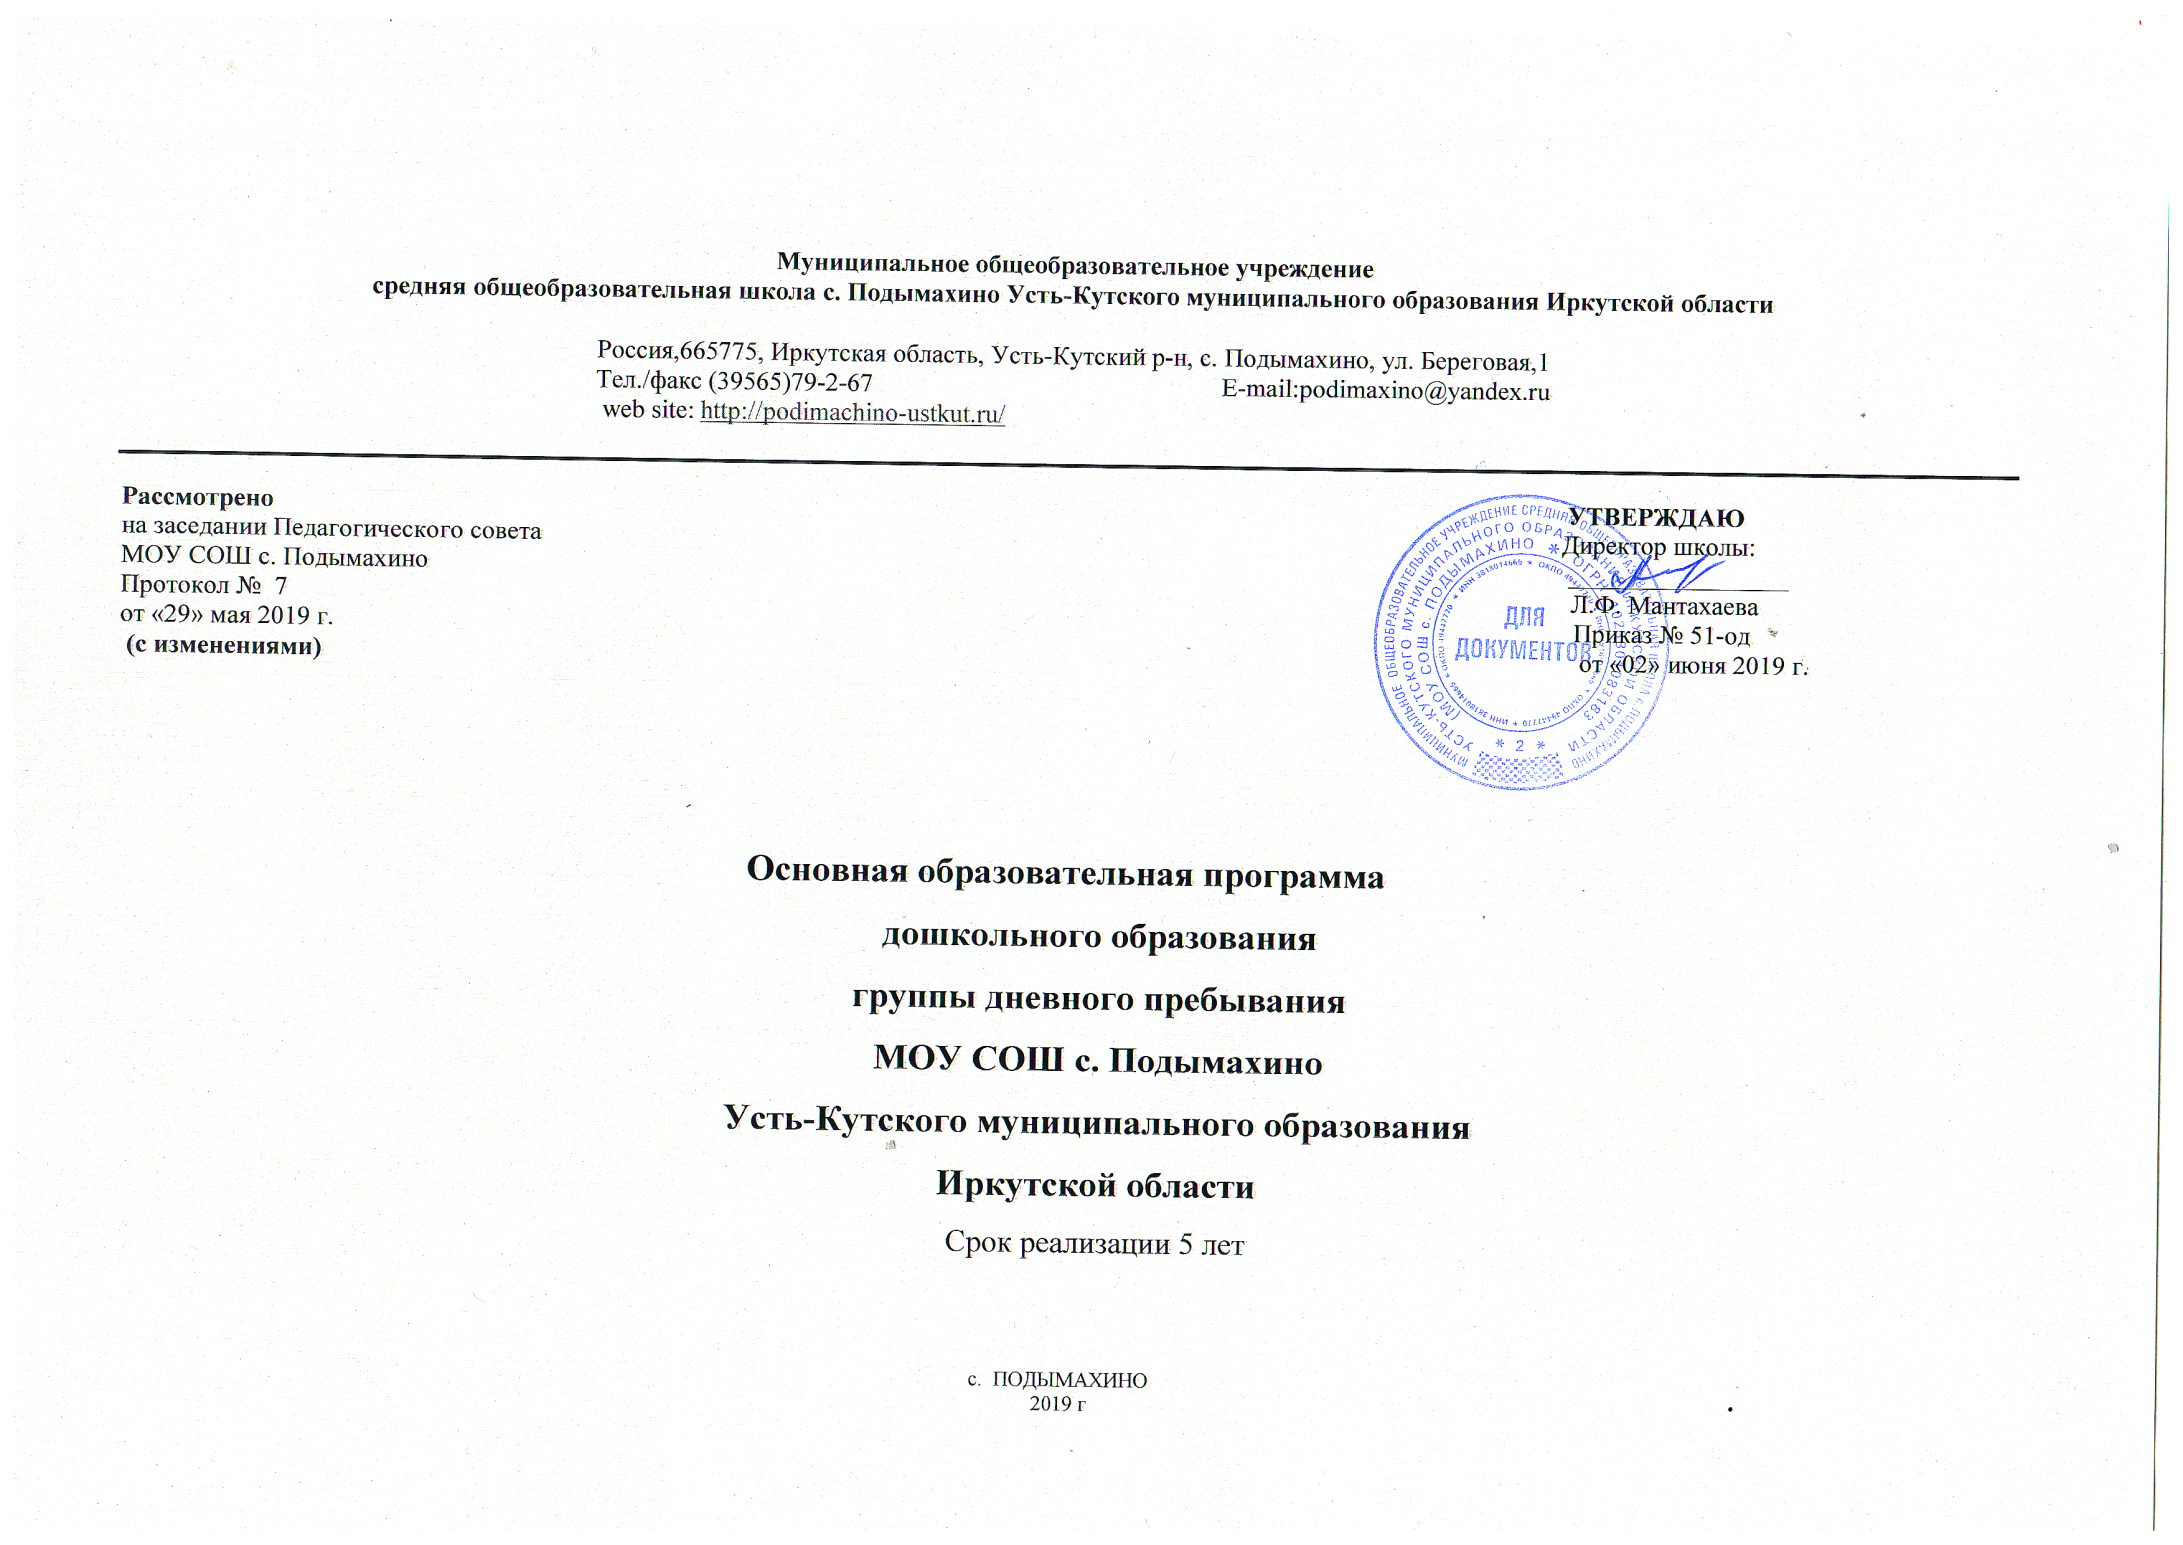 Муниципальное общеобразовательное учреждение
средняя общеобразовательная школа с. Подымахино Усть-Кутского муниципального образования Иркутской области
Россия,665775, Иркутская область, Усть-Кутский р-н, с. Подымахино, ул. Береговая,1
Тел./факс (39565)79-2-67 E-mail:podimaxino@yandex.ru
web site: http://podimachino-ustkut.ru/
Рассмотрено
на заседании Педагогического совета
МОУ СОШ с. Подымахино
Протокол № 7
от «29» мая 2019 г.
(с изменениями)
УТВЕРЖДАЮ
Директор школы:
Л.Ф. Мантахаева
Приказ № 51-од
от «02» июня 2019 г.
ДЛЯ
ДОКУМЕНТОВ
(МОУ СОШ с. ПОДЫМАХИНО
* 2 *
Основная образовательная программа
дошкольного образования
группы дневного пребывания
МОУ СОШ с. Подымахино
Усть-Кутского муниципального образования
Иркутской области
Срок реализации 5 лет
с. ПОДЫМАХИНО
2019 г